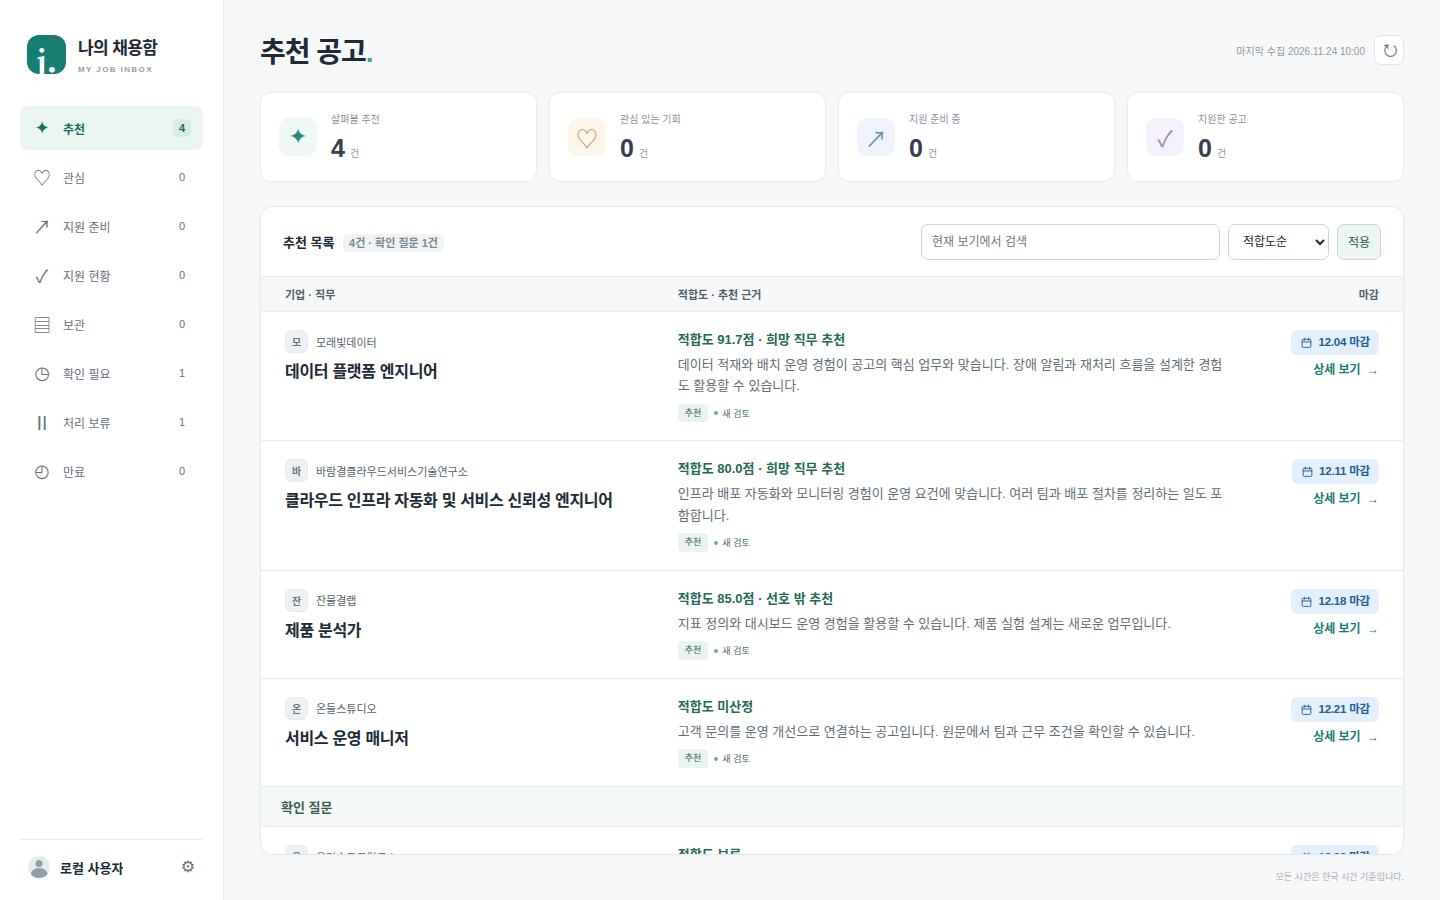 나의 채용함
MY JOB INBOX
추천 4
관심 0
지원 준비 0
지원 현황 0
보관 0
확인 필요 1
처리 보류 1
만료 0
로컬 사용자
추천 공고.
마지막 수집 2026.11.24 10:00
살펴볼 추천
4 건
관심 있는 기회
0 건
지원 준비 중
0 건
지원한 공고
0 건
추천 목록 4건 · 확인 질문 1건
현재 보기에서 검색
적합도순
적용
기업 · 직무
적합도 · 추천 근거
마감
모 모래빛데이터
데이터 플랫폼 엔지니어
적합도 91.7점 · 희망 직무 추천
데이터 적재와 배치 운영 경험이 공고의 핵심 업무와 맞습니다. 장애 알림과 재처리 흐름을 설계한 경험
도 활용할 수 있습니다.
추천 새 검토
12.04 마감
상세 보기 →
바 바람결클라우드서비스기술연구소
클라우드 인프라 자동화 및 서비스 신뢰성 엔지니어
적합도 80.0점 · 희망 직무 추천
인프라 배포 자동화와 모니터링 경험이 운영 요건에 맞습니다. 여러 팀과 배포 절차를 정리하는 일도 포
함합니다.
추천 새 검토
12.11 마감
상세 보기 →
잔 잔물결랩
제품 분석가
적합도 85.0점 · 선호 밖 추천
지표 정의와 대시보드 운영 경험을 활용할 수 있습니다. 제품 실험 설계는 새로운 업무입니다.
추천 새 검토
12.18 마감
상세 보기 →
온 온들스튜디오
서비스 운영 매니저
적합도 미산정
고객 문의를 운영 개선으로 연결하는 공고입니다. 원문에서 팀과 근무 조건을 확인할 수 있습니다.
추천 새 검토
12.21 마감
상세 보기 →
확인 질문
적합도 보류
모든 시간은 한국 시간 기준입니다.